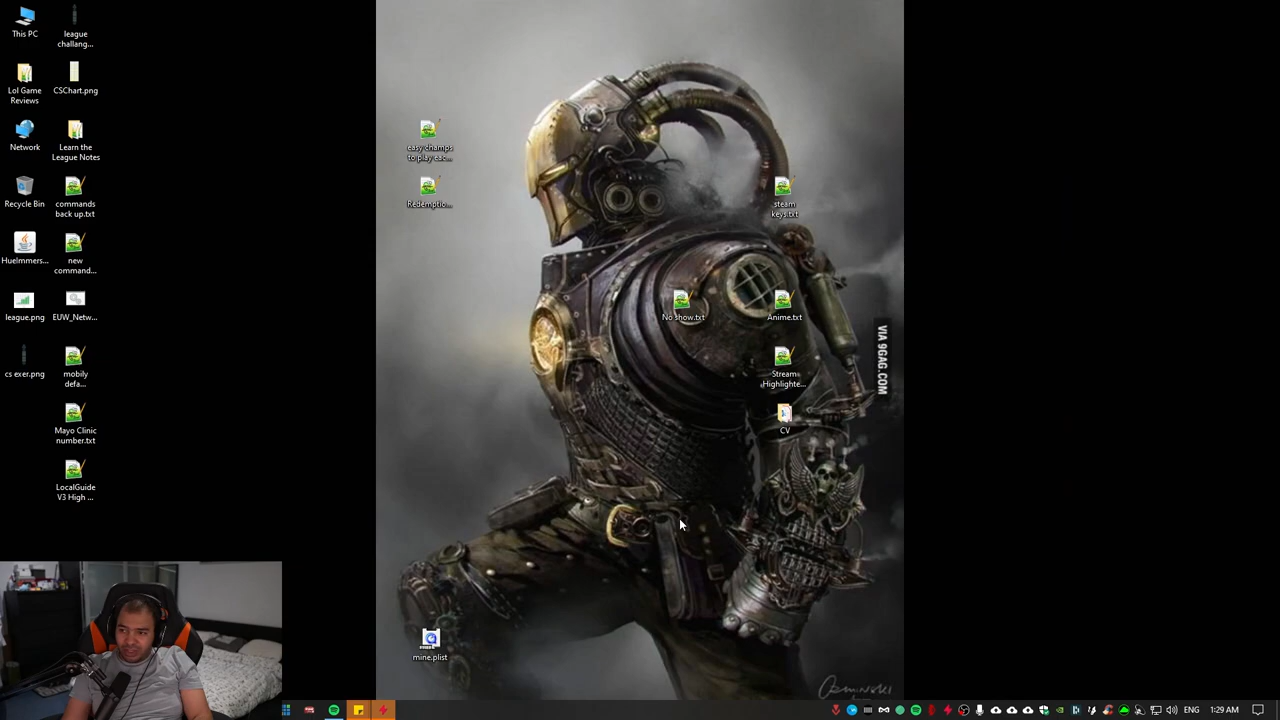 This PC
league
challang...
Lol Game
Reviews
CSChart.png
Network
Learn the
League Notes
Recycle Bin
commands
back up.txt
HueImmers...
new
command...
league.png
EUW_Netw...
cs exer.png
mobily
defa...
Mayo Clinic
number.txt
LocalGuide
V3 High ...
easy champs
to play eac...
Redemptio...
steam
keys.txt
No show.txt
Anime.txt
Stream
Highlighte...
CV
mine.plist
VIA 9GAG.COM
ENG
1:29 AM